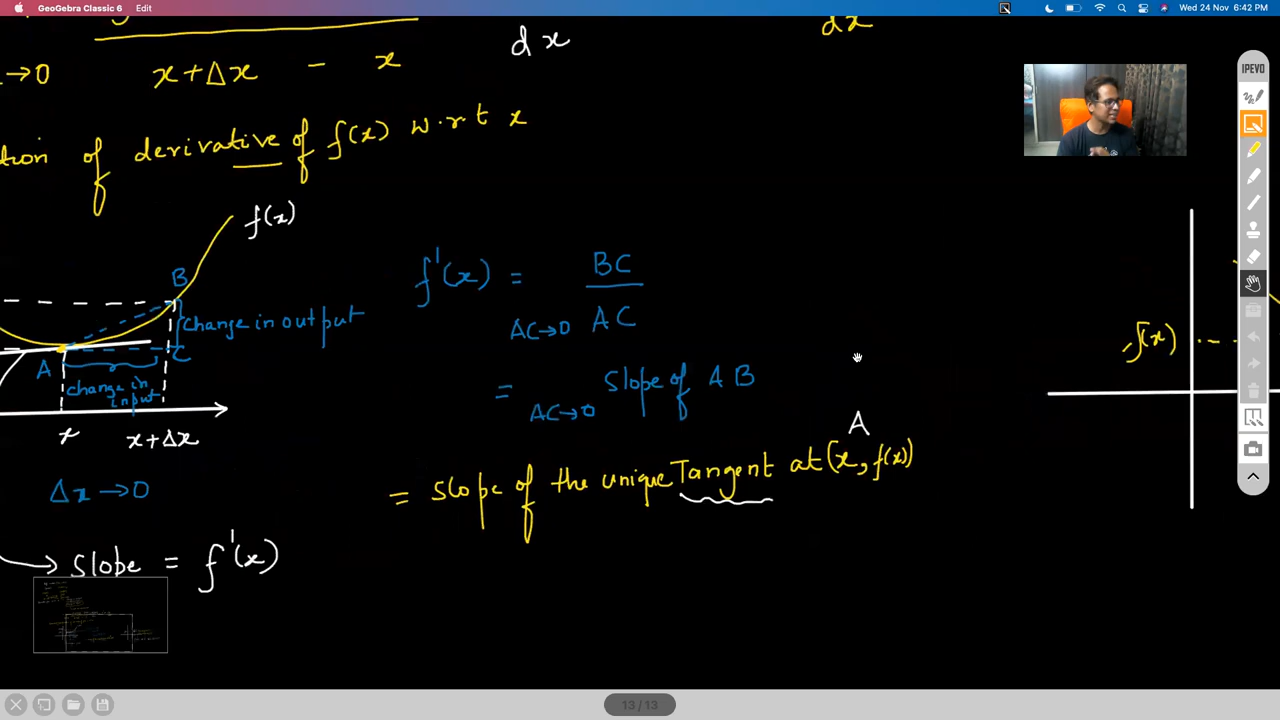 GeoGebra Classic 6 Edit Wed 24 Nov 6:42 PM
dx
dx
→0 x+Δx - x
IPEVO
tion of derivative of f(x) w.r.t x
f(x)
f'(x) = BC
AC→0 AC
B
change in output
A C
change in
input
= AC→0 Slope of AB
f(x)
x x+Δx
A
= slope of the unique Tangent at (x, f(x))
Δx→0
→ slope = f'(x)
13 / 13